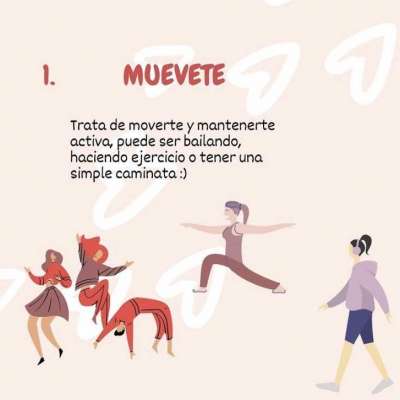 1. MUEVETE
Trata de moverte y mantenerte
activa, puede ser bailando,
haciendo ejercicio o tener una
simple caminata :)